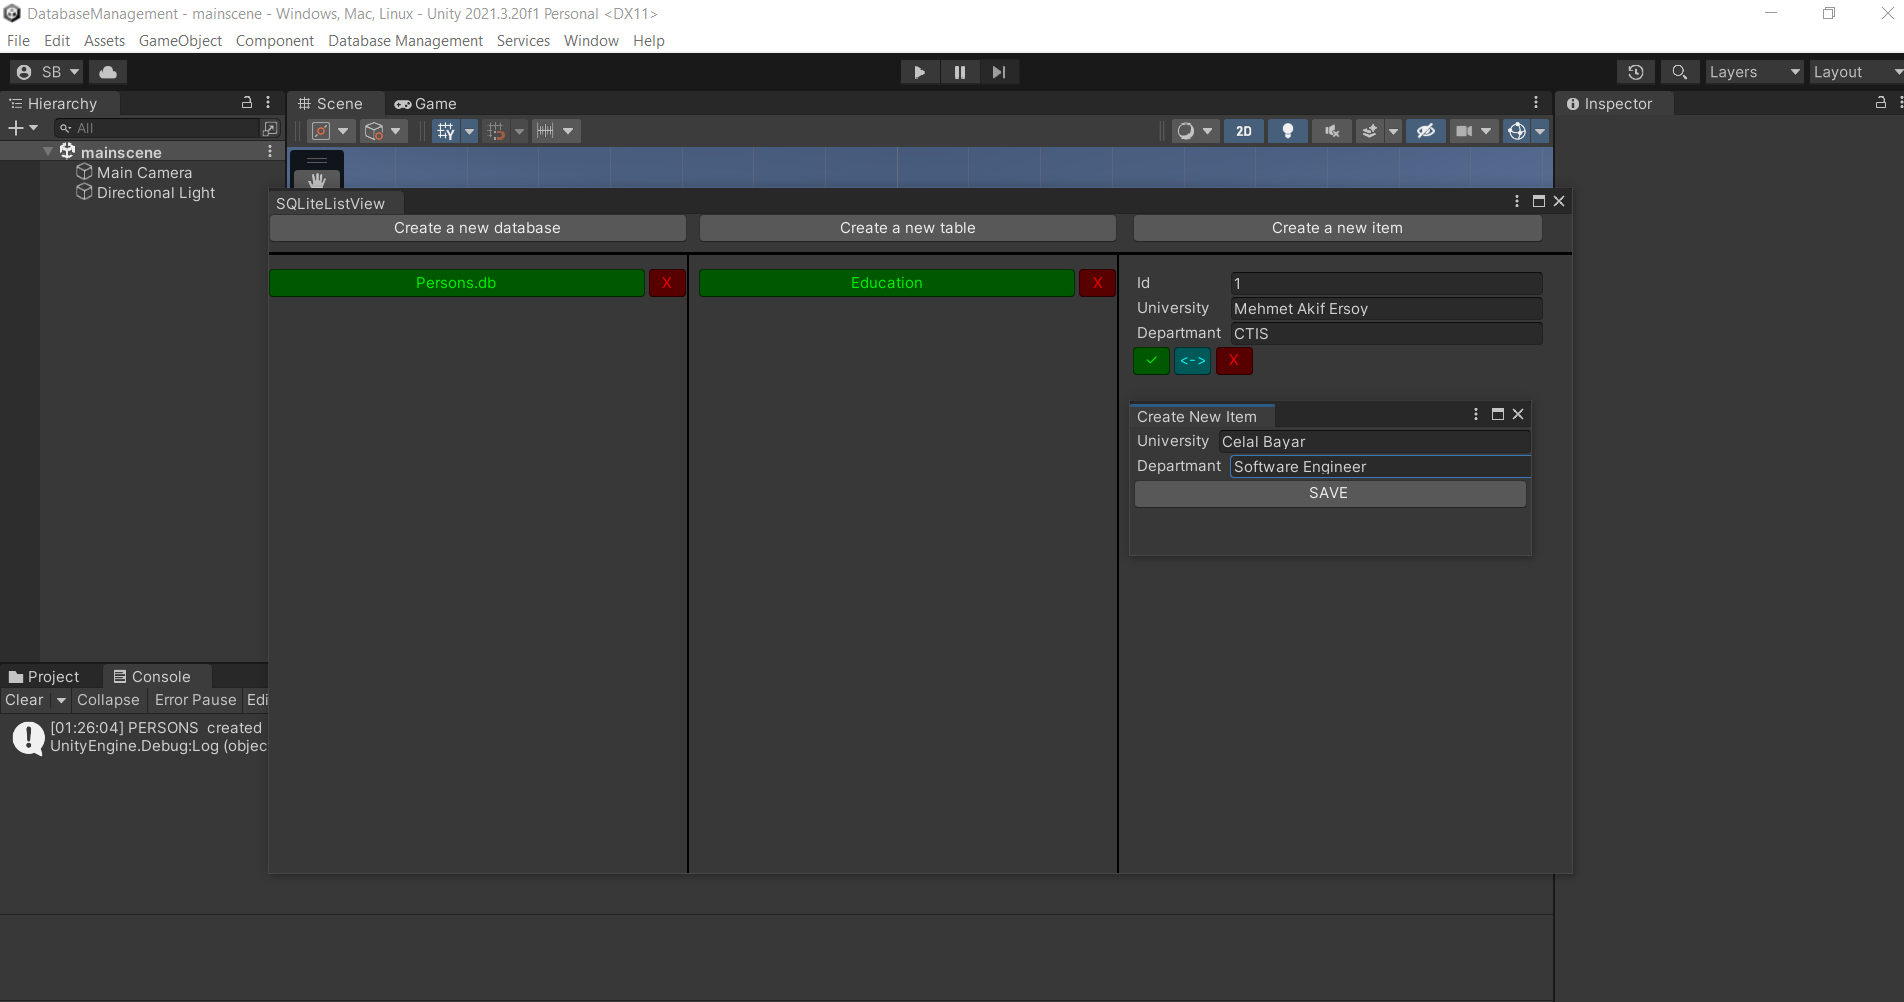 DatabaseManagement - mainscene - Windows, Mac, Linux - Unity 2021.3.20f1 Personal <DX11>
File Edit Assets GameObject Component Database Management Services Window Help
SB Layers Layout
Hierarchy
Scene Game
Inspector
All
2D
mainscene
Main Camera
Directional Light
SQLiteListView
Create a new database Create a new table Create a new item
Persons.db X Education X
Id 1
University Mehmet Akif Ersoy
Departmant CTIS
✓ <-> X
Create New Item
University Celal Bayar
Departmant Software Engineer
SAVE
Project Console
Clear Collapse Error Pause Edi
[01:26:04] PERSONS created
UnityEngine.Debug:Log (objec